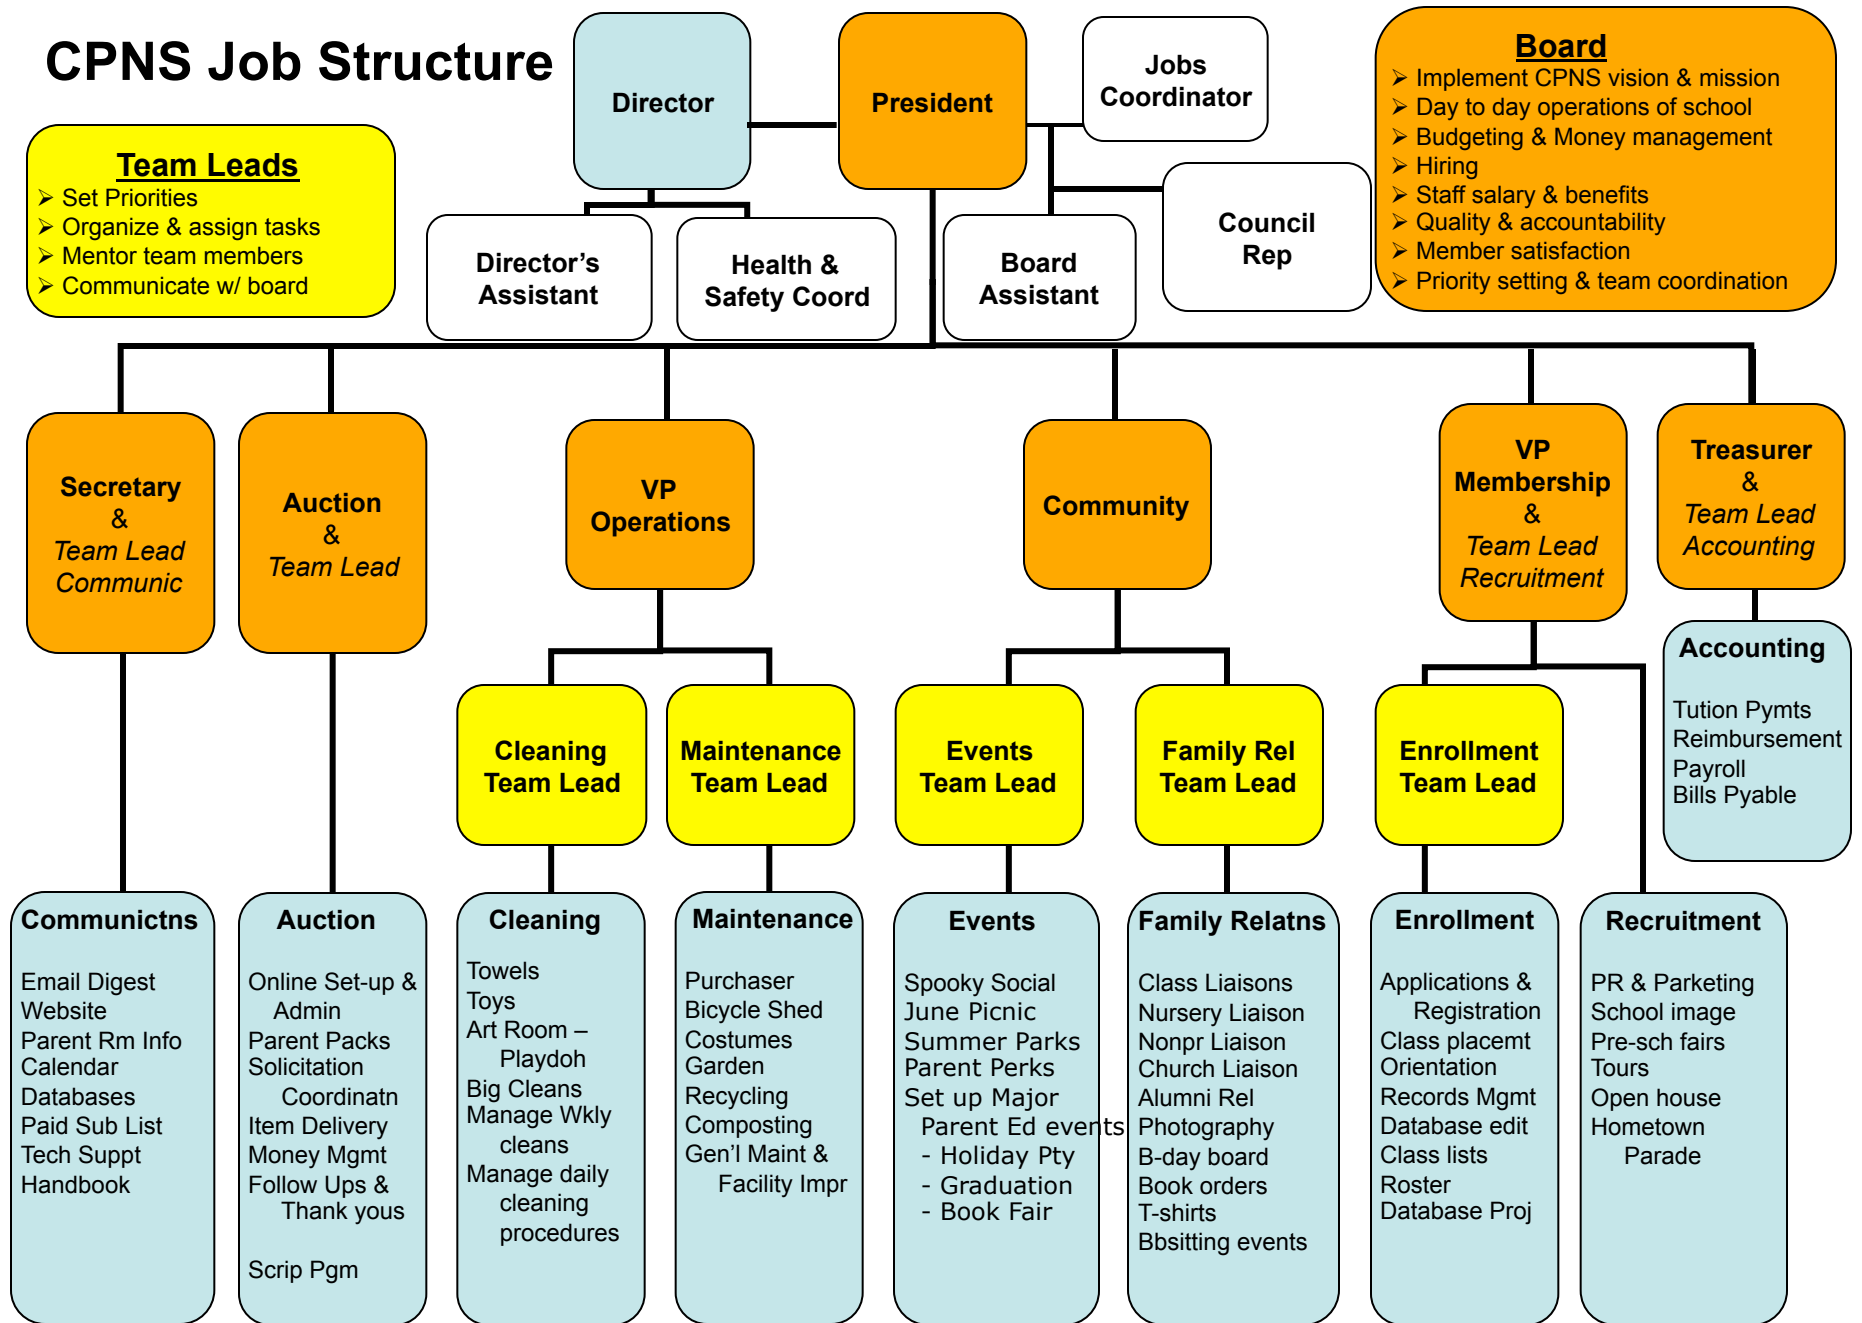 CPNS Job Structure
Director
President
Jobs
Coordinator
Board
➢ Implement CPNS vision & mission
➢ Day to day operations of school
➢ Budgeting & Money management
➢ Hiring
➢ Staff salary & benefits
➢ Quality & accountability
➢ Member satisfaction
➢ Priority setting & team coordination
Team Leads
➢ Set Priorities
➢ Organize & assign tasks
➢ Mentor team members
➢ Communicate w/ board
Director’s
Assistant
Health &
Safety Coord
Board
Assistant
Council
Rep
Secretary
&
Team Lead
Communic
Auction
&
Team Lead
VP
Operations
Community
VP
Membership
&
Team Lead
Recruitment
Treasurer
&
Team Lead
Accounting
Cleaning
Team Lead
Maintenance
Team Lead
Events
Team Lead
Family Rel
Team Lead
Enrollment
Team Lead
Accounting
Tution Pymts
Reimbursement
Payroll
Bills Pyable
Communictns
Email Digest
Website
Parent Rm Info
Calendar
Databases
Paid Sub List
Tech Suppt
Handbook
Auction
Online Set-up &
Admin
Parent Packs
Solicitation
Coordinatn
Item Delivery
Money Mgmt
Follow Ups &
Thank yous
Scrip Pgm
Cleaning
Towels
Toys
Art Room –
Playdoh
Big Cleans
Manage Wkly
cleans
Manage daily
cleaning
procedures
Maintenance
Purchaser
Bicycle Shed
Costumes
Garden
Recycling
Composting
Gen’l Maint &
Facility Impr
Events
Spooky Social
June Picnic
Summer Parks
Parent Perks
Set up Major
Parent Ed events
- Holiday Pty
- Graduation
- Book Fair
Family Relatns
Class Liaisons
Nursery Liaison
Nonpr Liaison
Church Liaison
Alumni Rel
Photography
B-day board
Book orders
T-shirts
Bbsitting events
Enrollment
Applications &
Registration
Class placemt
Orientation
Records Mgmt
Database edit
Class lists
Roster
Database Proj
Recruitment
PR & Parketing
School image
Pre-sch fairs
Tours
Open house
Hometown
Parade